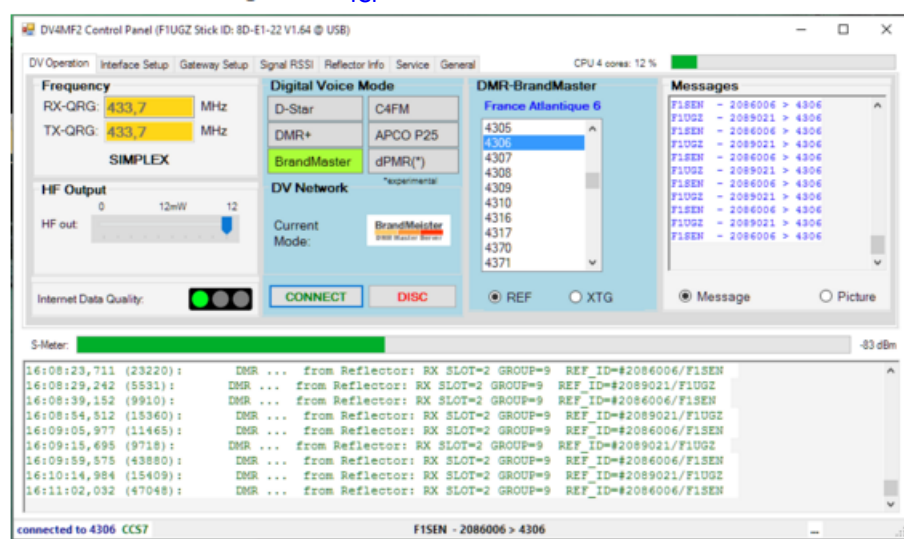 DV4MF2 Control Panel (F1UGZ Stick ID: 8D-E1-22 V1.64 @ USB)
DV Operation Interface Setup Gateway Setup Signal RSSI Reflector Info Service General CPU 4 cores: 12 %
Frequency
RX-QRG: 433,7 MHz
TX-QRG: 433,7 MHz
SIMPLEX
HF Output
0 12mW 12
HF out:
Internet Data Quality:
Digital Voice Mode
D-Star C4FM
DMR+ APCO P25
BrandMaster dPMR(*)
*experimental
DV Network
Current
Mode:
BrandMeister
DMR Master Server
CONNECT DISC
DMR-BrandMaster
France Atlantique 6
4305
4306
4307
4308
4309
4310
4316
4317
4370
4371
REF XTG
Messages
F1SEN - 2086006 > 4306
F1UGZ - 2089021 > 4306
F1SEN - 2086006 > 4306
F1UGZ - 2089021 > 4306
F1SEN - 2086006 > 4306
F1UGZ - 2089021 > 4306
F1SEN - 2086006 > 4306
F1UGZ - 2089021 > 4306
F1SEN - 2086006 > 4306
F1UGZ - 2089021 > 4306
F1SEN - 2086006 > 4306
Message Picture
S-Meter: -83 dBm
16:08:23,711 (23220): DMR ... from Reflector: RX SLOT=2 GROUP=9 REF_ID=#2086006/F1SEN
16:08:29,242 (5531): DMR ... from Reflector: RX SLOT=2 GROUP=9 REF_ID=#2089021/F1UGZ
16:08:39,152 (9910): DMR ... from Reflector: RX SLOT=2 GROUP=9 REF_ID=#2086006/F1SEN
16:08:54,512 (15360): DMR ... from Reflector: RX SLOT=2 GROUP=9 REF_ID=#2089021/F1UGZ
16:09:05,977 (11465): DMR ... from Reflector: RX SLOT=2 GROUP=9 REF_ID=#2086006/F1SEN
16:09:15,695 (9718): DMR ... from Reflector: RX SLOT=2 GROUP=9 REF_ID=#2089021/F1UGZ
16:09:59,575 (43880): DMR ... from Reflector: RX SLOT=2 GROUP=9 REF_ID=#2086006/F1SEN
16:10:14,984 (15409): DMR ... from Reflector: RX SLOT=2 GROUP=9 REF_ID=#2089021/F1UGZ
16:11:02,032 (47048): DMR ... from Reflector: RX SLOT=2 GROUP=9 REF_ID=#2086006/F1SEN
connected to 4306 CCS7 F1SEN - 2086006 > 4306 ...